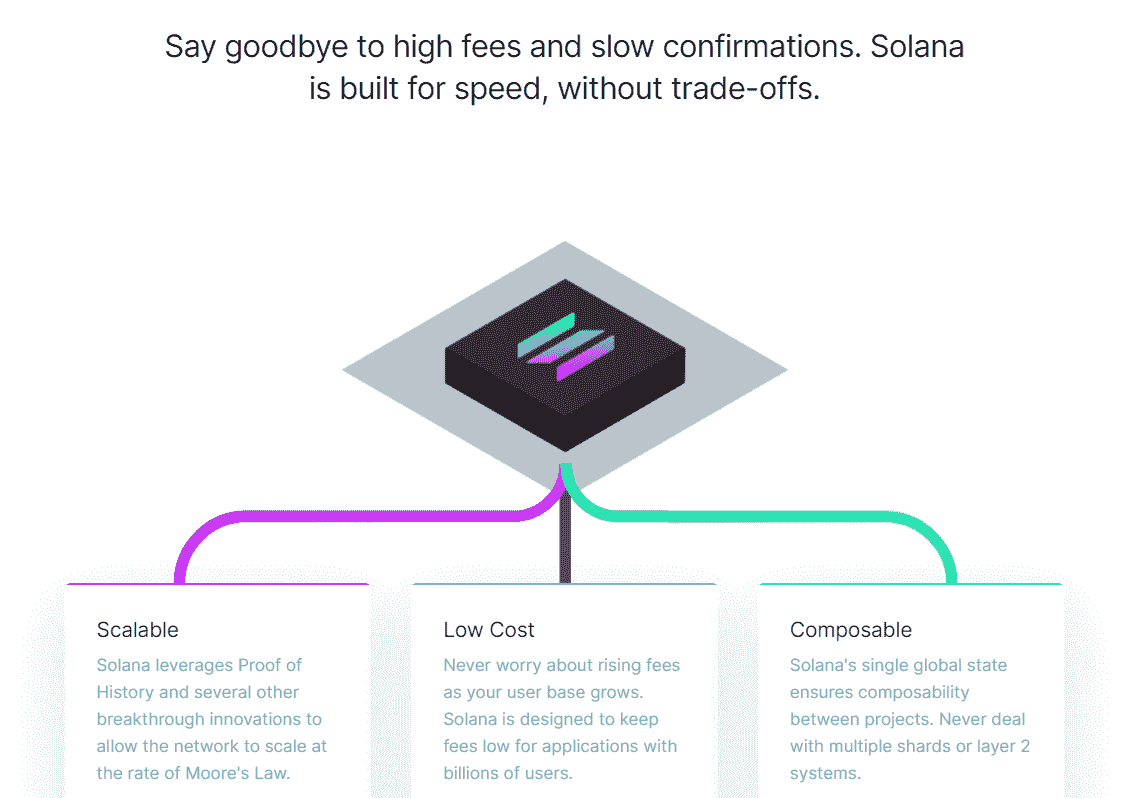 Say goodbye to high fees and slow confirmations. Solana
is built for speed, without trade-offs.
Scalable
Solana leverages Proof of
History and several other
breakthrough innovations to
allow the network to scale at
the rate of Moore's Law.
Low Cost
Never worry about rising fees
as your user base grows.
Solana is designed to keep
fees low for applications with
billions of users.
Composable
Solana's single global state
ensures composability
between projects. Never deal
with multiple shards or layer 2
systems.